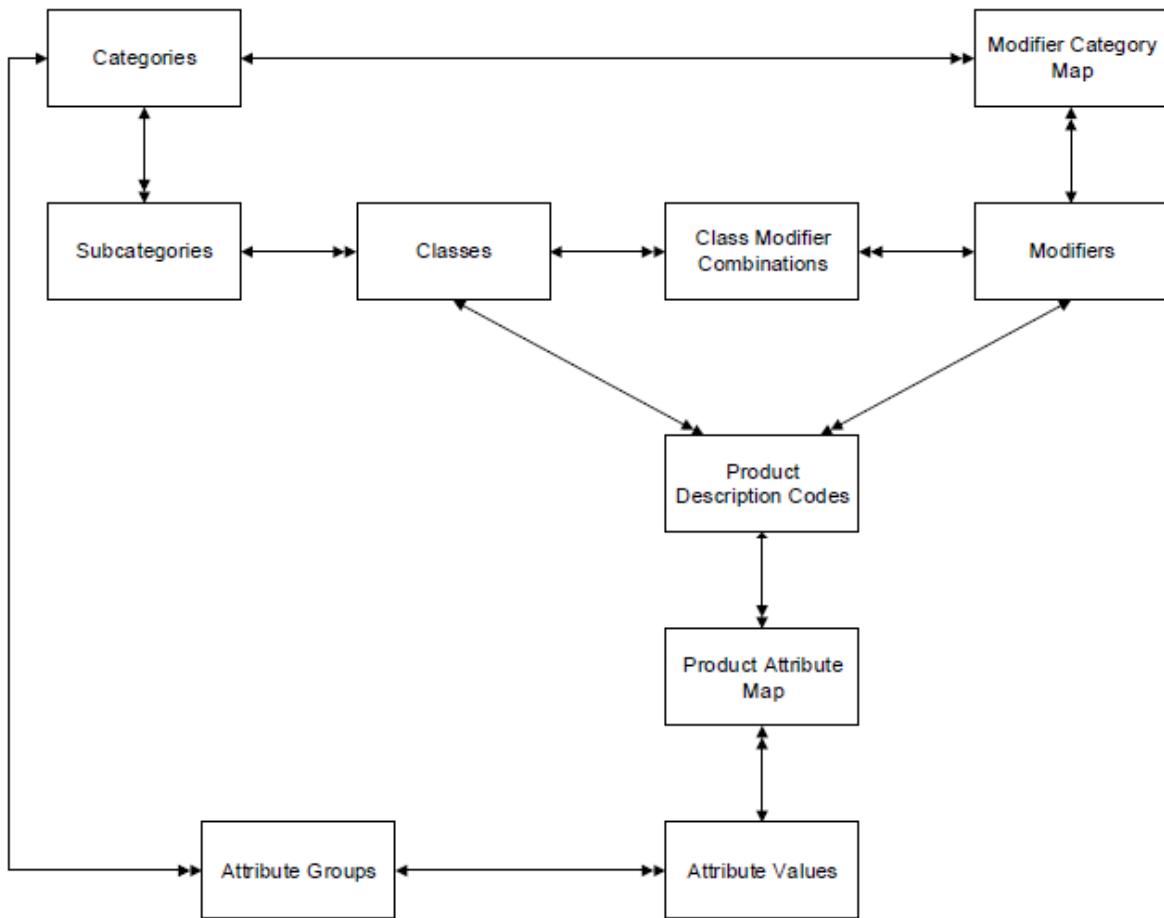 Categories
Modifier Category
Map
Subcategories
Classes
Class Modifier
Combinations
Modifiers
Product
Description Codes
Product Attribute
Map
Attribute Groups
Attribute Values